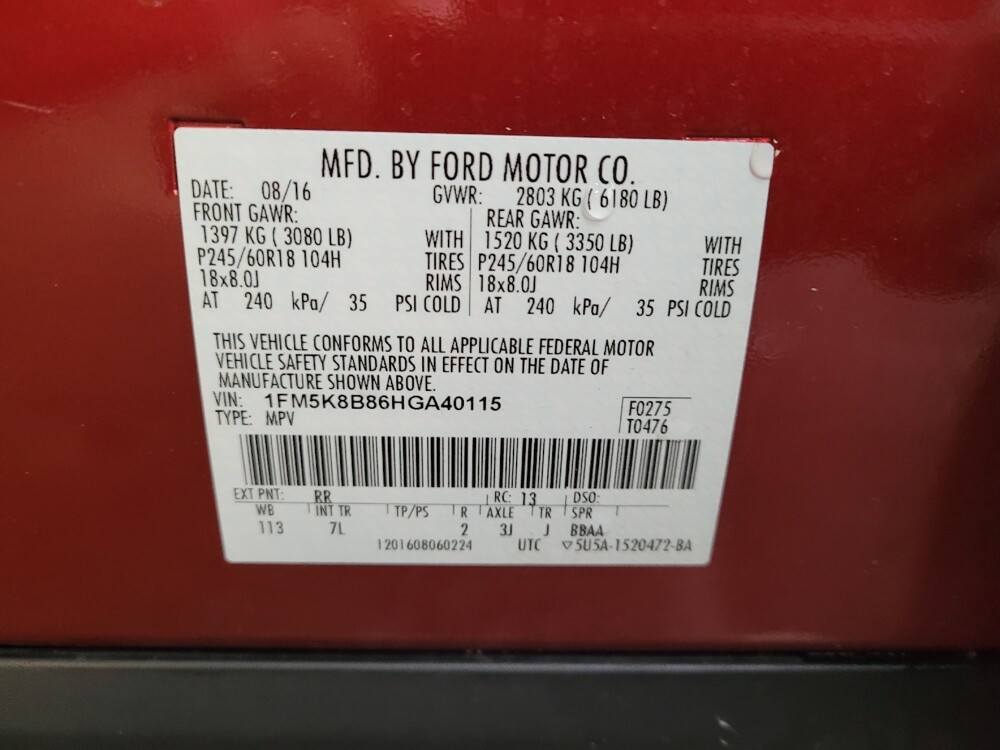 MFD. BY FORD MOTOR CO.
DATE: 08/16 GVWR: 2803 KG ( 6180 LB)
FRONT GAWR: REAR GAWR:
1397 KG ( 3080 LB) WITH 1520 KG ( 3350 LB) WITH
P245/60R18 104H TIRES P245/60R18 104H TIRES
18x8.0J RIMS 18x8.0J RIMS
AT 240 kPa/ 35 PSI COLD AT 240 kPa/ 35 PSI COLD
THIS VEHICLE CONFORMS TO ALL APPLICABLE FEDERAL MOTOR
VEHICLE SAFETY STANDARDS IN EFFECT ON THE DATE OF
MANUFACTURE SHOWN ABOVE.
VIN: 1FM5K8B86HGA40115 F0275
TYPE: MPV T0476
EXT PNT: RR RC: 13 DSO:
WB INT TR TP/PS R AXLE TR SPR
113 7L 2 3J J BBAA
1201608060224 UTC ▽5U5A-1520472-BA